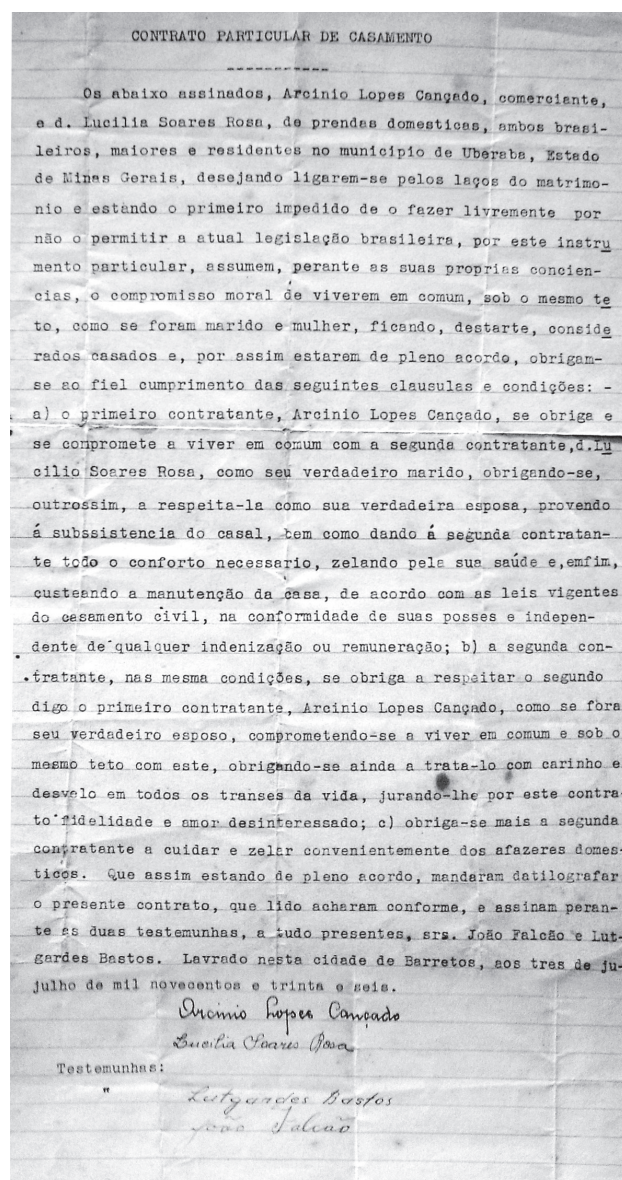 CONTRATO PARTICULAR DE CASAMENTO
-----------
Os abaixo assinados, Arcinio Lopes Cançado, comerciante,
e d. Lucilia Soares Rosa, de prendas domesticas, ambos brasi-
leiros, maiores e residentes no municipio de Uberaba, Estado
de Minas Gerais, desejando ligarem-se pelos laços do matrimo-
nio e estando o primeiro impedido de o fazer livremente por
não o permitir a atual legislação brasileira, por este instru
mento particular, assumem, perante as suas proprias concien-
cias, o compromisso moral de viverem em comum, sob o mesmo te
to, como se foram marido e mulher, ficando, destarte, conside
rados casados e, por assim estarem de pleno acordo, obrigam-
se ao fiel cumprimento das seguintes clausulas e condições: -
a) o primeiro contratante, Arcinio Lopes Cançado, se obriga e
se compromete a viver em comum com a segunda contratante,d.Lu
cilio Soares Rosa, como seu verdadeiro marido, obrigando-se,
outrossim, a respeita-la como sua verdadeira esposa, provendo
á subssistencia do casal, bem como dando á segunda contratan-
te todo o conforto necessario, zelando pela sua saúde e,emfim,
custeando a manutenção da casa, de acordo com as leis vigentes
do casamento civil, na conformidade de suas posses e indepen-
dente de qualquer indenização ou remuneração; b) a segunda con-
tratante, nas mesma condições, se obriga a respeitar o segundo
digo o primeiro contratante, Arcinio Lopes Cançado, como se fora
seu verdadeiro esposo, comprometendo-se a viver em comum e sob o
mesmo teto com este, obrigando-se ainda a trata-lo com carinho e
desvelo em todos os transes da vida, jurando-lhe por este contra-
to fidelidade e amor desinteressado; c) obriga-se mais a segunda
contratante a cuidar e zelar convenientemente dos afazeres domes-
ticos. Que assim estando de pleno acordo, mandaram datilografar
o presente contrato, que lido acharam conforme, e assinam peran-
te as duas testemunhas, a tudo presentes, srs. João Falcão e Lut-
gardes Bastos. Lavrado nesta cidade de Barretos, aos tres de ju-
julho de mil novecentos e trinta e seis.
Arcinio Lopes Cançado
Lucilia Soares Rosa
Testemunhas:
" Lutgardes Bastos
João Falcão